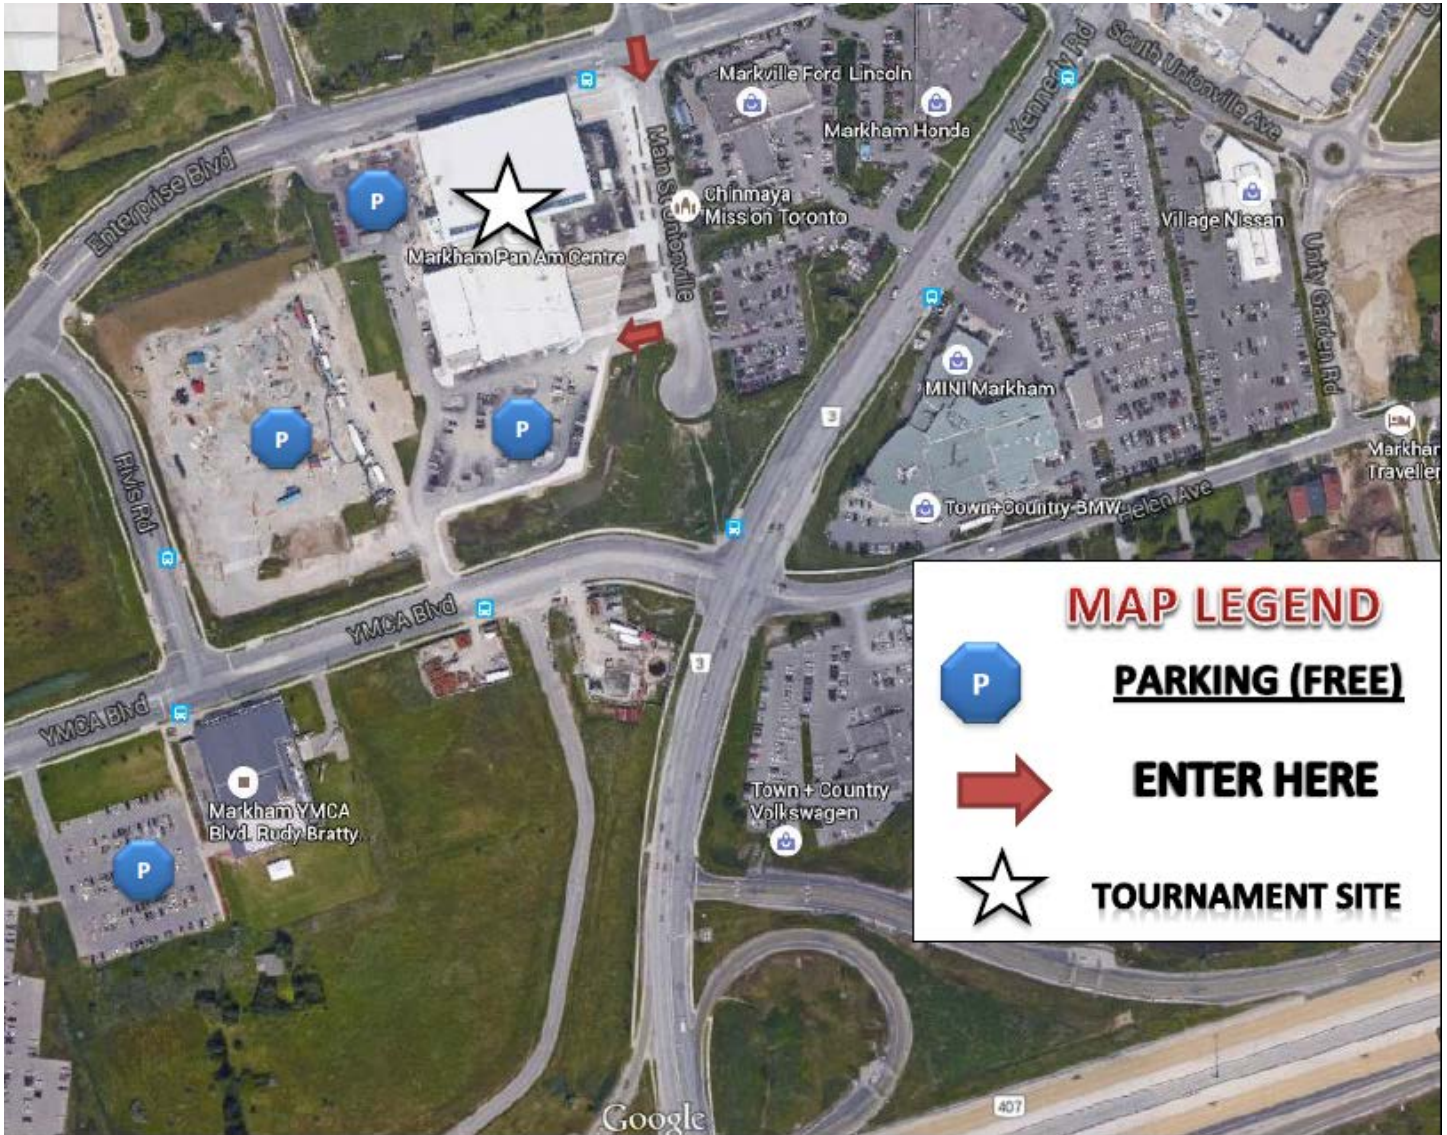 Kennedy Rd
South Unionville Ave
Markville Ford Lincoln
Markham Honda
Main St Unionville
Enterprise Blvd
P
Chinmaya
Mission Toronto
Village Nissan
Markham Pan Am Centre
Unity Garden Rd
MINI Markham
3
P
P
Markham
Traveller
Rivis Rd
Town+Country BMW
Helen Ave
YMCA Blvd
3
YMCA Blvd
Markham YMCA
Blvd. Rudy Bratty...
Town + Country
Volkswagen
P
MAP LEGEND
P
PARKING (FREE)
ENTER HERE
TOURNAMENT SITE
407
Google